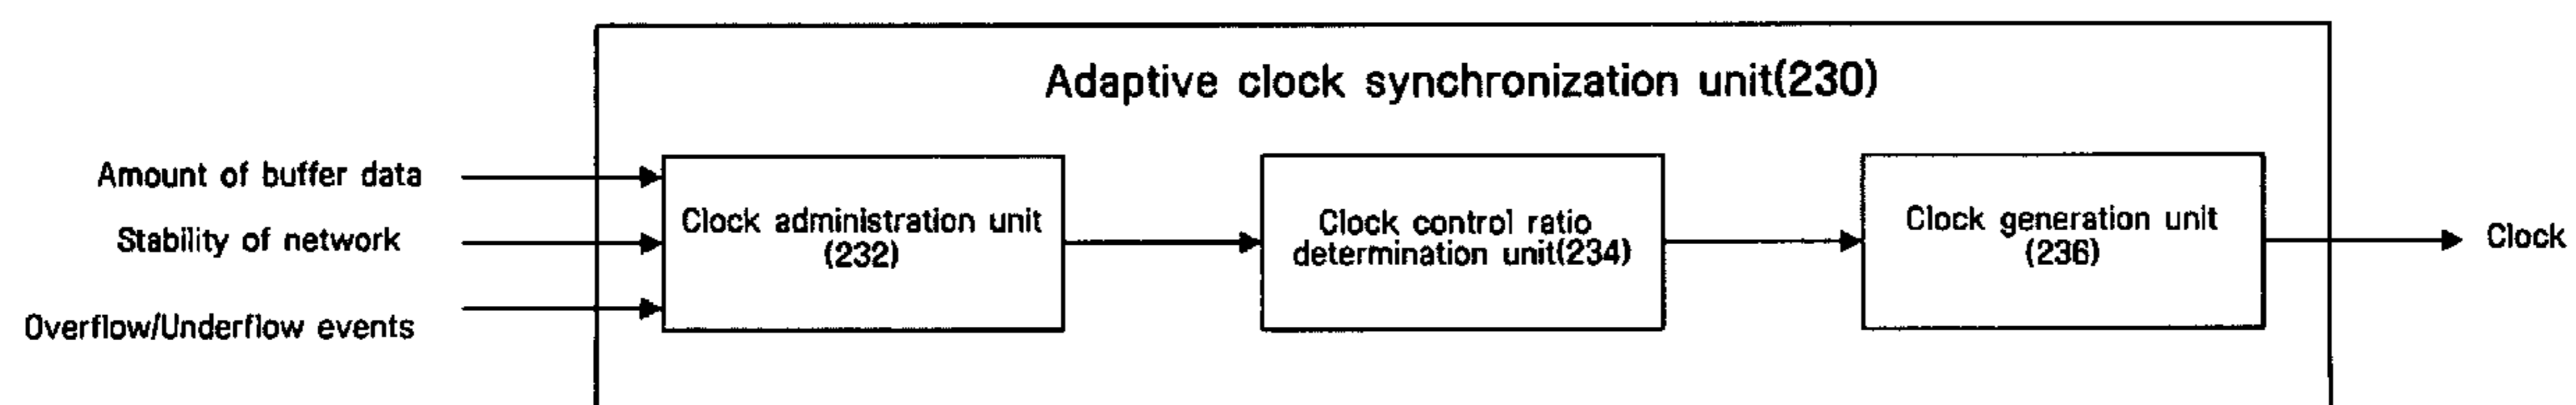 Adaptive clock synchronization unit(230)
Amount of buffer data
Stability of network
Overflow/Underflow events
Clock administration unit
(232)
Clock control ratio
determination unit(234)
Clock generation unit
(236)
Clock